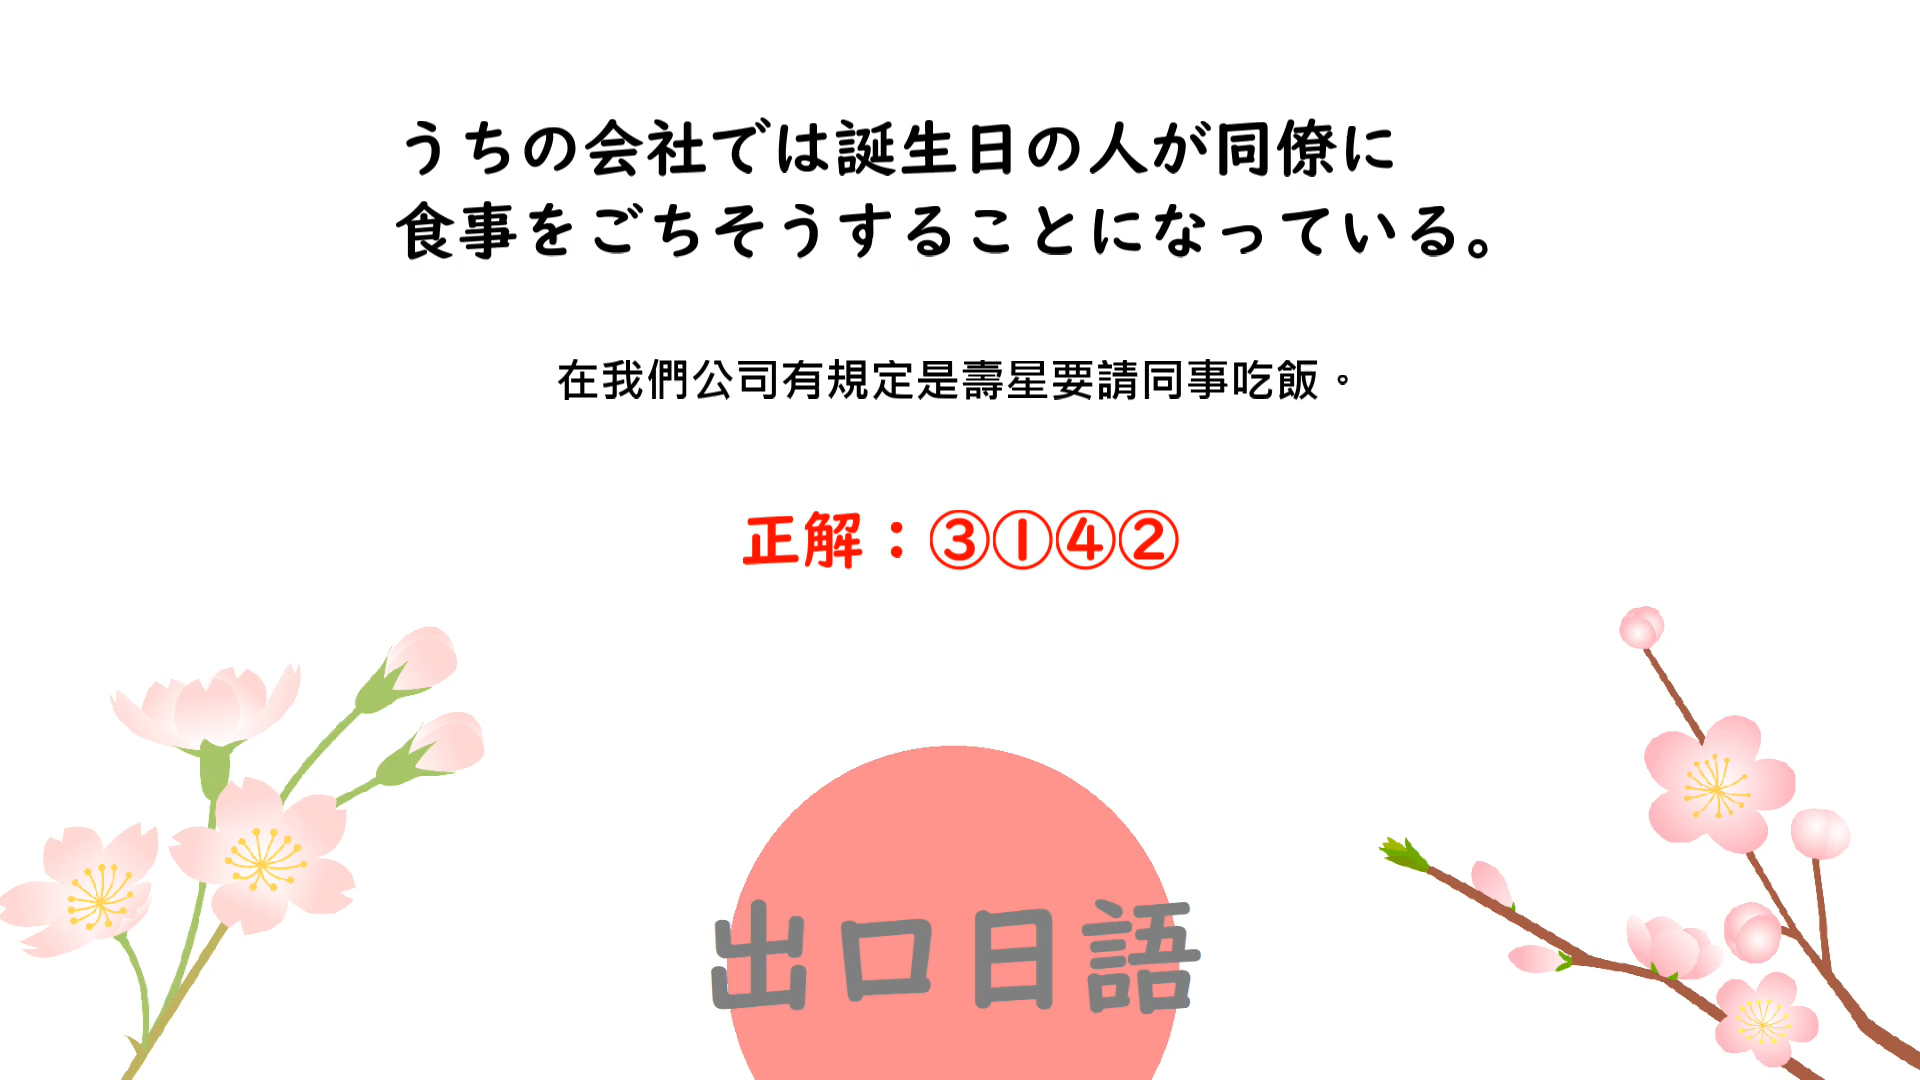 うちの会社では誕生日の人が同僚に
食事をごちそうすることになっている。
在我們公司有規定是壽星要請同事吃飯。
正解：③①④②
出口日語